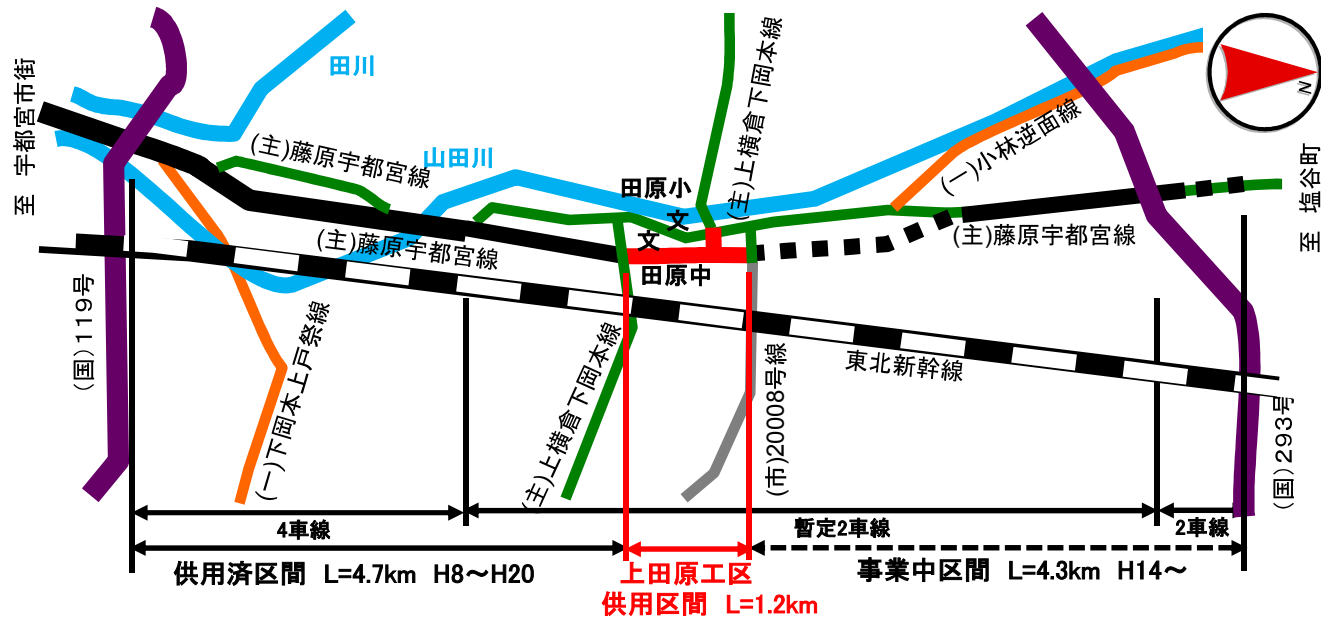 至 宇都宮市街
田川
(主)藤原宇都宮線
山田川
田原小
(主)上横倉下岡本線
(一)小林逆面線
N
至 塩谷町
文
文
(主)藤原宇都宮線
田原中
(主)藤原宇都宮線
(国)119号
(一)下岡本上戸祭線
(主)上横倉下岡本線
(市)20008号線
東北新幹線
(国)293号
4車線
暫定2車線
2車線
供用済区間 L=4.7km H8～H20
上田原工区
供用区間 L=1.2km
事業中区間 L=4.3km H14～